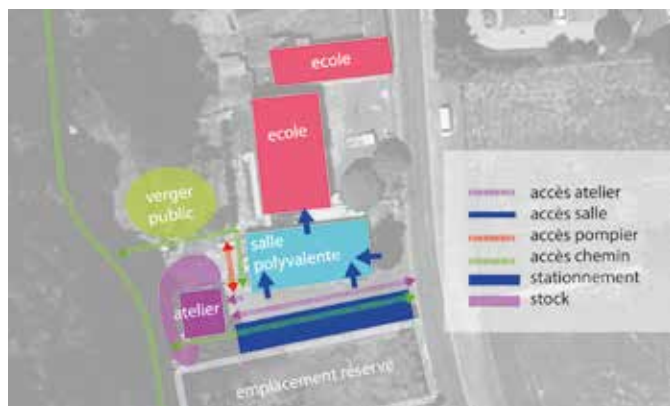 ecole
ecole
verger
public
salle
polyvalente
atelier
emplacement réservé
accès atelier
accès salle
accès pompier
accès chemin
stationnement
stock